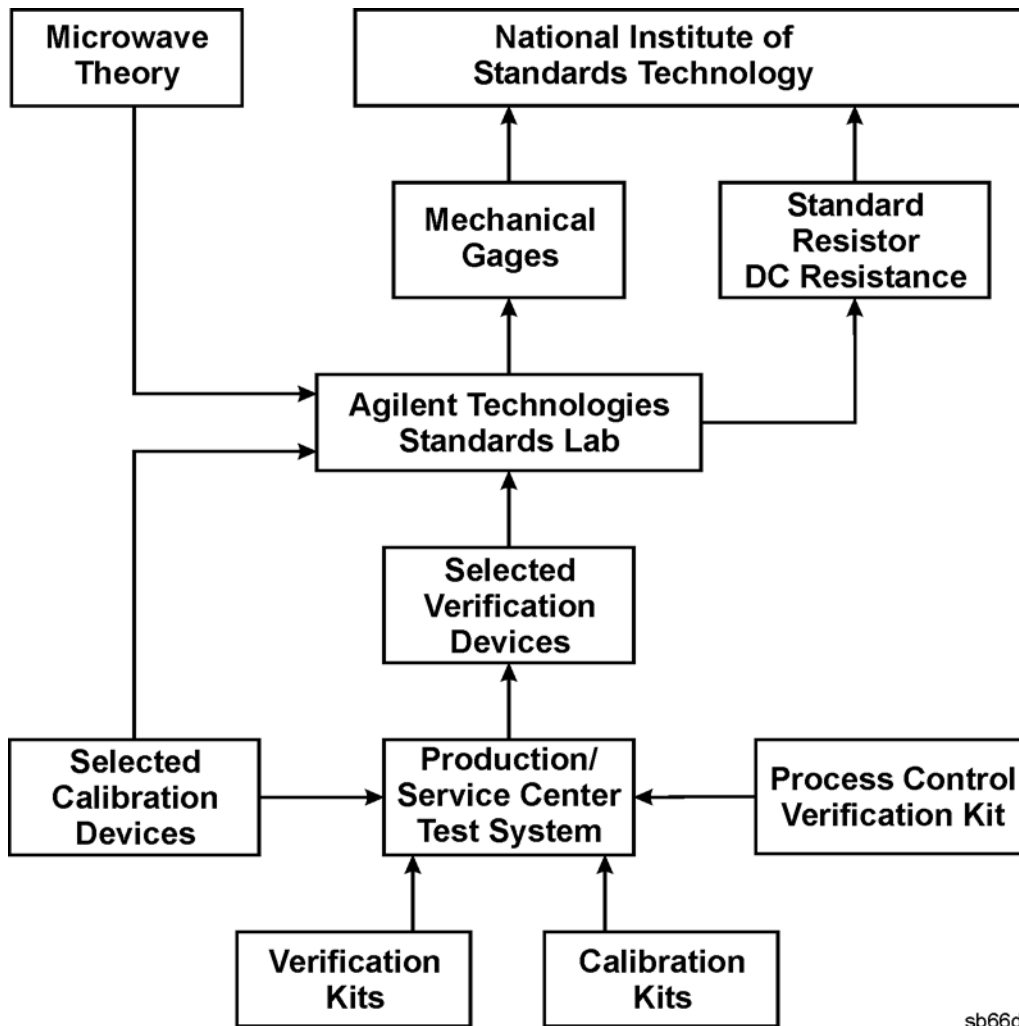 Microwave
Theory
National Institute of
Standards Technology
Mechanical
Gages
Standard
Resistor
DC Resistance
Agilent Technologies
Standards Lab
Selected
Verification
Devices
Selected
Calibration
Devices
Production/
Service Center
Test System
Process Control
Verification Kit
Verification
Kits
Calibration
Kits
sb66d